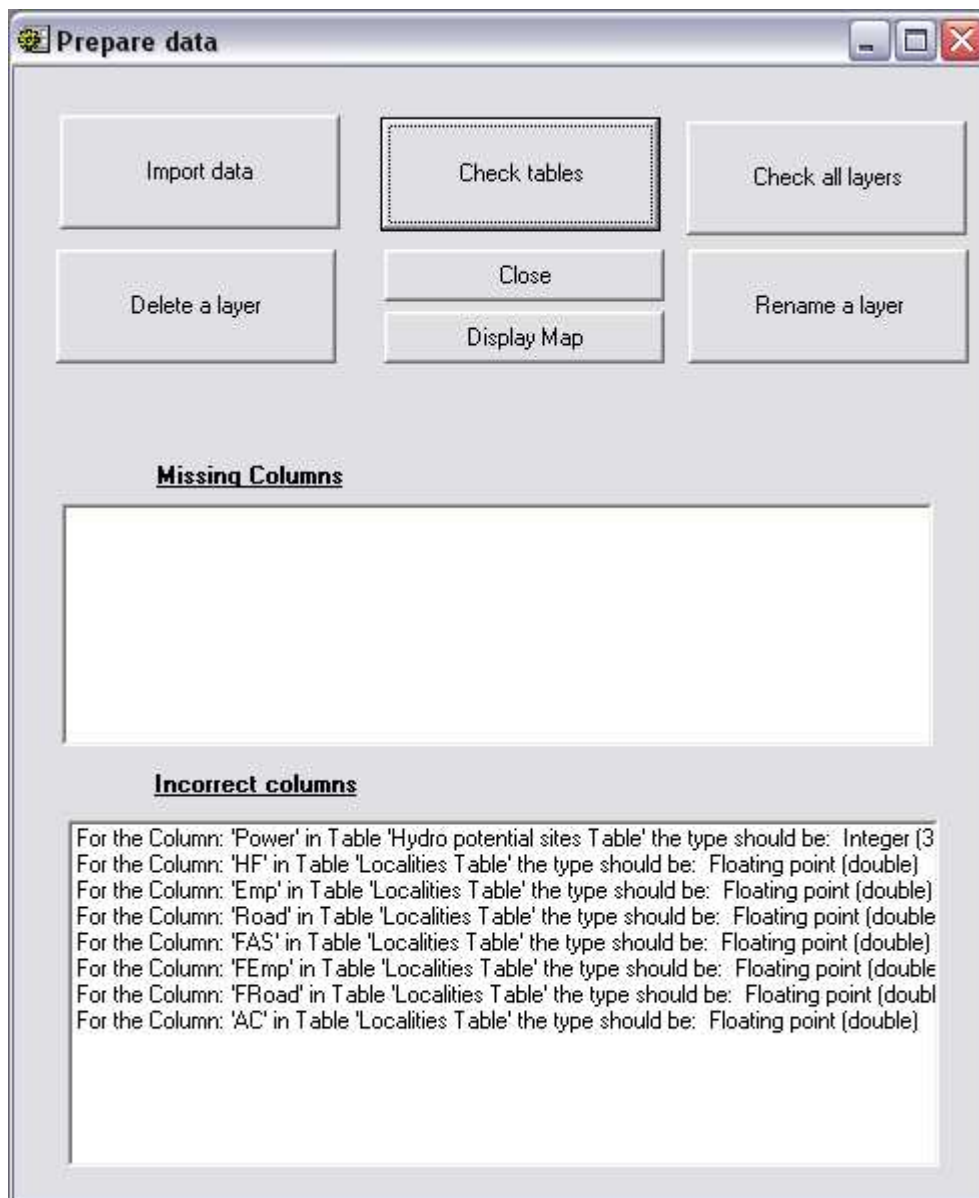 Prepare data
Import data
Check tables
Check all layers
Delete a layer
Close
Display Map
Rename a layer
Missing Columns
Incorrect columns
For the Column: 'Power' in Table 'Hydro potential sites Table' the type should be: Integer (3
For the Column: 'HF' in Table 'Localities Table' the type should be: Floating point (double)
For the Column: 'Emp' in Table 'Localities Table' the type should be: Floating point (double)
For the Column: 'Road' in Table 'Localities Table' the type should be: Floating point (double
For the Column: 'FAS' in Table 'Localities Table' the type should be: Floating point (double)
For the Column: 'FEmp' in Table 'Localities Table' the type should be: Floating point (double
For the Column: 'FRoad' in Table 'Localities Table' the type should be: Floating point (doubl
For the Column: 'AC' in Table 'Localities Table' the type should be: Floating point (double)